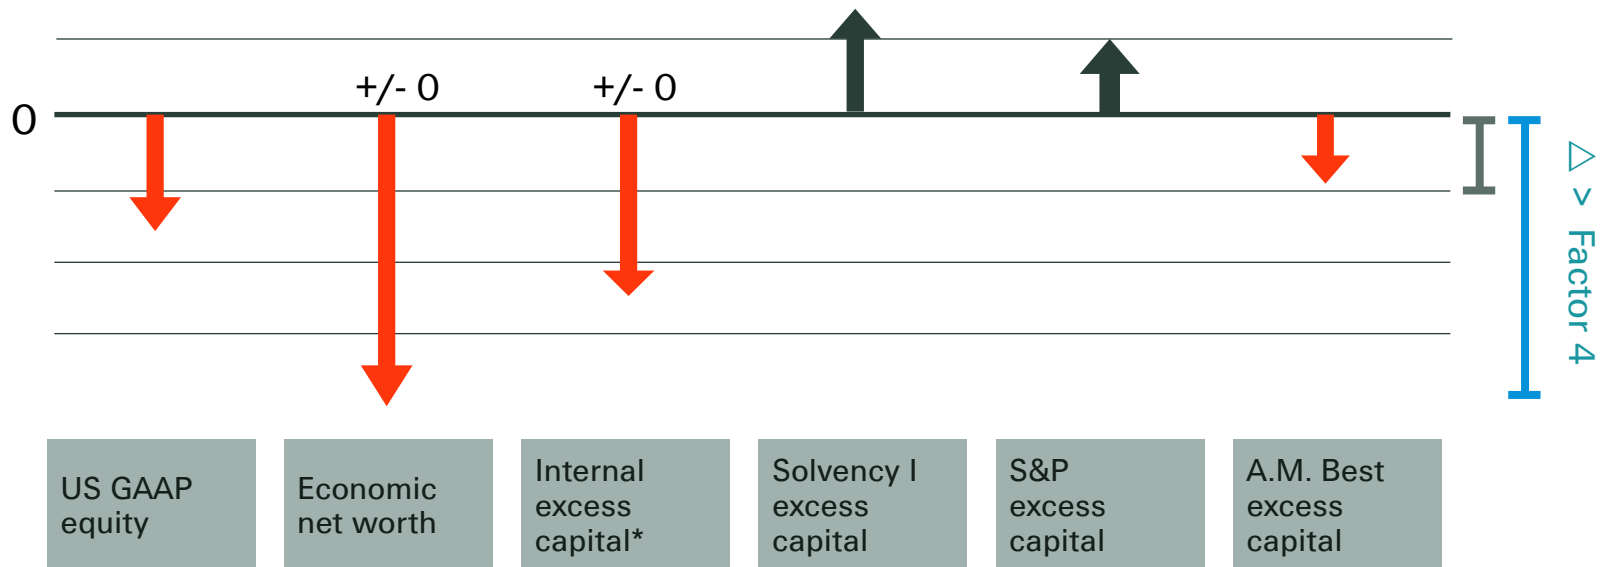 +/- 0
+/- 0
0
△ > Factor 4
US GAAP
equity
Economic
net worth
Internal
excess
capital*
Solvency I
excess
capital
S&P
excess
capital
A.M. Best
excess
capital